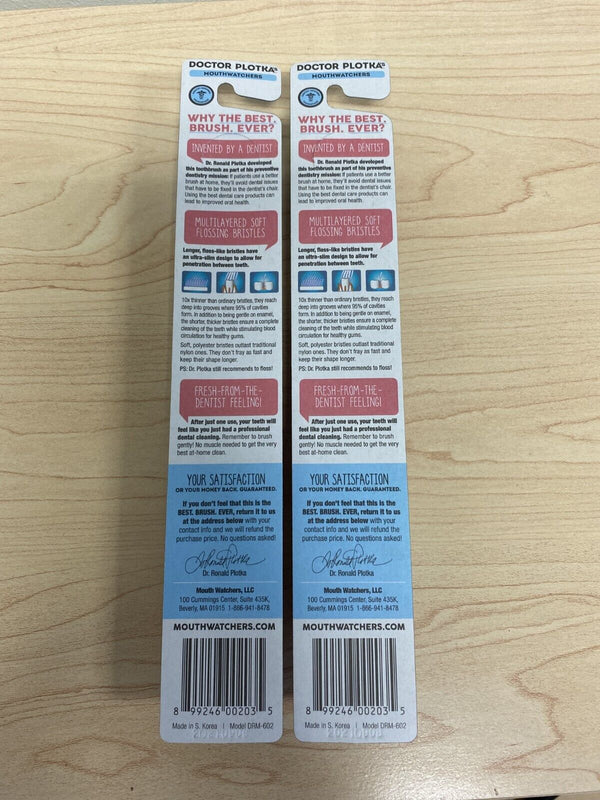 DOCTOR PLOTKA'S
MOUTHWATCHERS
WHY THE BEST.
BRUSH. EVER?
INVENTED BY A DENTIST
Dr. Ronald Plotka developed
this toothbrush as part of his preventive
dentistry mission: If patients use a better
brush at home, they'll avoid dental issues
that have to be fixed in the dentist's chair.
Using the best dental care products can
lead to improved oral health.
MULTILAYERED SOFT
FLOSSING BRISTLES
Longer, floss-like bristles have
an ultra-slim design to allow for
penetration between teeth.
10x thinner than ordinary bristles, they reach
deep into grooves where 95% of cavities
form. In addition to being gentle on enamel,
the shorter, thicker bristles ensure a complete
cleaning of the teeth while stimulating blood
circulation for healthy gums.
Soft, polyester bristles outlast traditional
nylon ones. They don't fray as fast and
keep their shape longer.
PS: Dr. Plotka still recommends to floss!
FRESH-FROM-THE-
DENTIST FEELING!
After just one use, your teeth will
feel like you just had a professional
dental cleaning. Remember to brush
gently! No muscle needed to get the very
best at-home clean.
YOUR SATISFACTION
OR YOUR MONEY BACK. GUARANTEED.
If you don't feel that this is the
BEST. BRUSH. EVER, return it to us
at the address below with your
contact info and we will refund the
purchase price. No questions asked!
Dr. Ronald Plotka
Mouth Watchers, LLC
100 Cummings Center, Suite 435K,
Beverly, MA 01915 1-866-941-8478
MOUTHWATCHERS.COM
8 99246 00203 5
Made in S. Korea | Model DRM-602
DOCTOR PLOTKA'S
MOUTHWATCHERS
WHY THE BEST.
BRUSH. EVER?
INVENTED BY A DENTIST
Dr. Ronald Plotka developed
this toothbrush as part of his preventive
dentistry mission: If patients use a better
brush at home, they'll avoid dental issues
that have to be fixed in the dentist's chair.
Using the best dental care products can
lead to improved oral health.
MULTILAYERED SOFT
FLOSSING BRISTLES
Longer, floss-like bristles have
an ultra-slim design to allow for
penetration between teeth.
10x thinner than ordinary bristles, they reach
deep into grooves where 95% of cavities
form. In addition to being gentle on enamel,
the shorter, thicker bristles ensure a complete
cleaning of the teeth while stimulating blood
circulation for healthy gums.
Soft, polyester bristles outlast traditional
nylon ones. They don't fray as fast and
keep their shape longer.
PS: Dr. Plotka still recommends to floss!
FRESH-FROM-THE-
DENTIST FEELING!
After just one use, your teeth will
feel like you just had a professional
dental cleaning. Remember to brush
gently! No muscle needed to get the very
best at-home clean.
YOUR SATISFACTION
OR YOUR MONEY BACK. GUARANTEED.
If you don't feel that this is the
BEST. BRUSH. EVER, return it to us
at the address below with your
contact info and we will refund the
purchase price. No questions asked!
Dr. Ronald Plotka
Mouth Watchers, LLC
100 Cummings Center, Suite 435K,
Beverly, MA 01915 1-866-941-8478
MOUTHWATCHERS.COM
8 99246 00203 5
Made in S. Korea | Model DRM-602